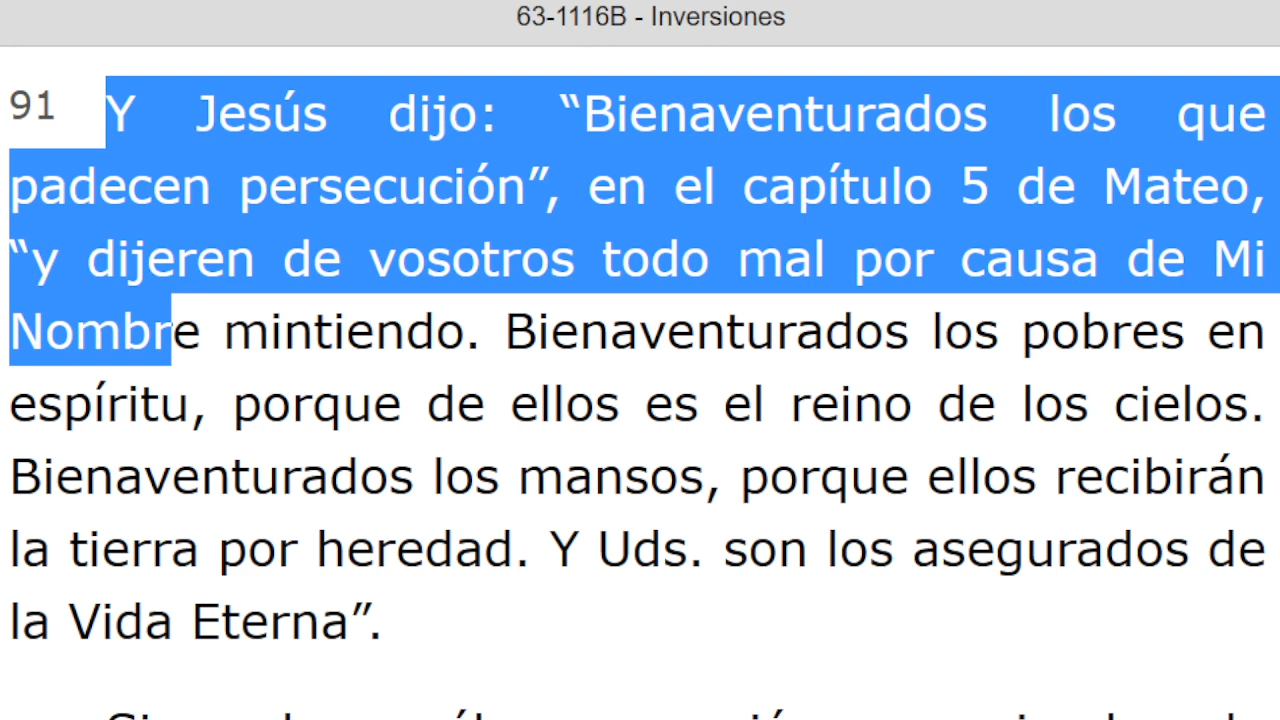 63-1116B - Inversiones
91 Y Jesús dijo: “Bienaventurados los que
padecen persecución”, en el capítulo 5 de Mateo,
“y dijeren de vosotros todo mal por causa de Mi
Nombre mintiendo. Bienaventurados los pobres en
espíritu, porque de ellos es el reino de los cielos.
Bienaventurados los mansos, porque ellos recibirán
la tierra por heredad. Y Uds. son los asegurados de
la Vida Eterna”.